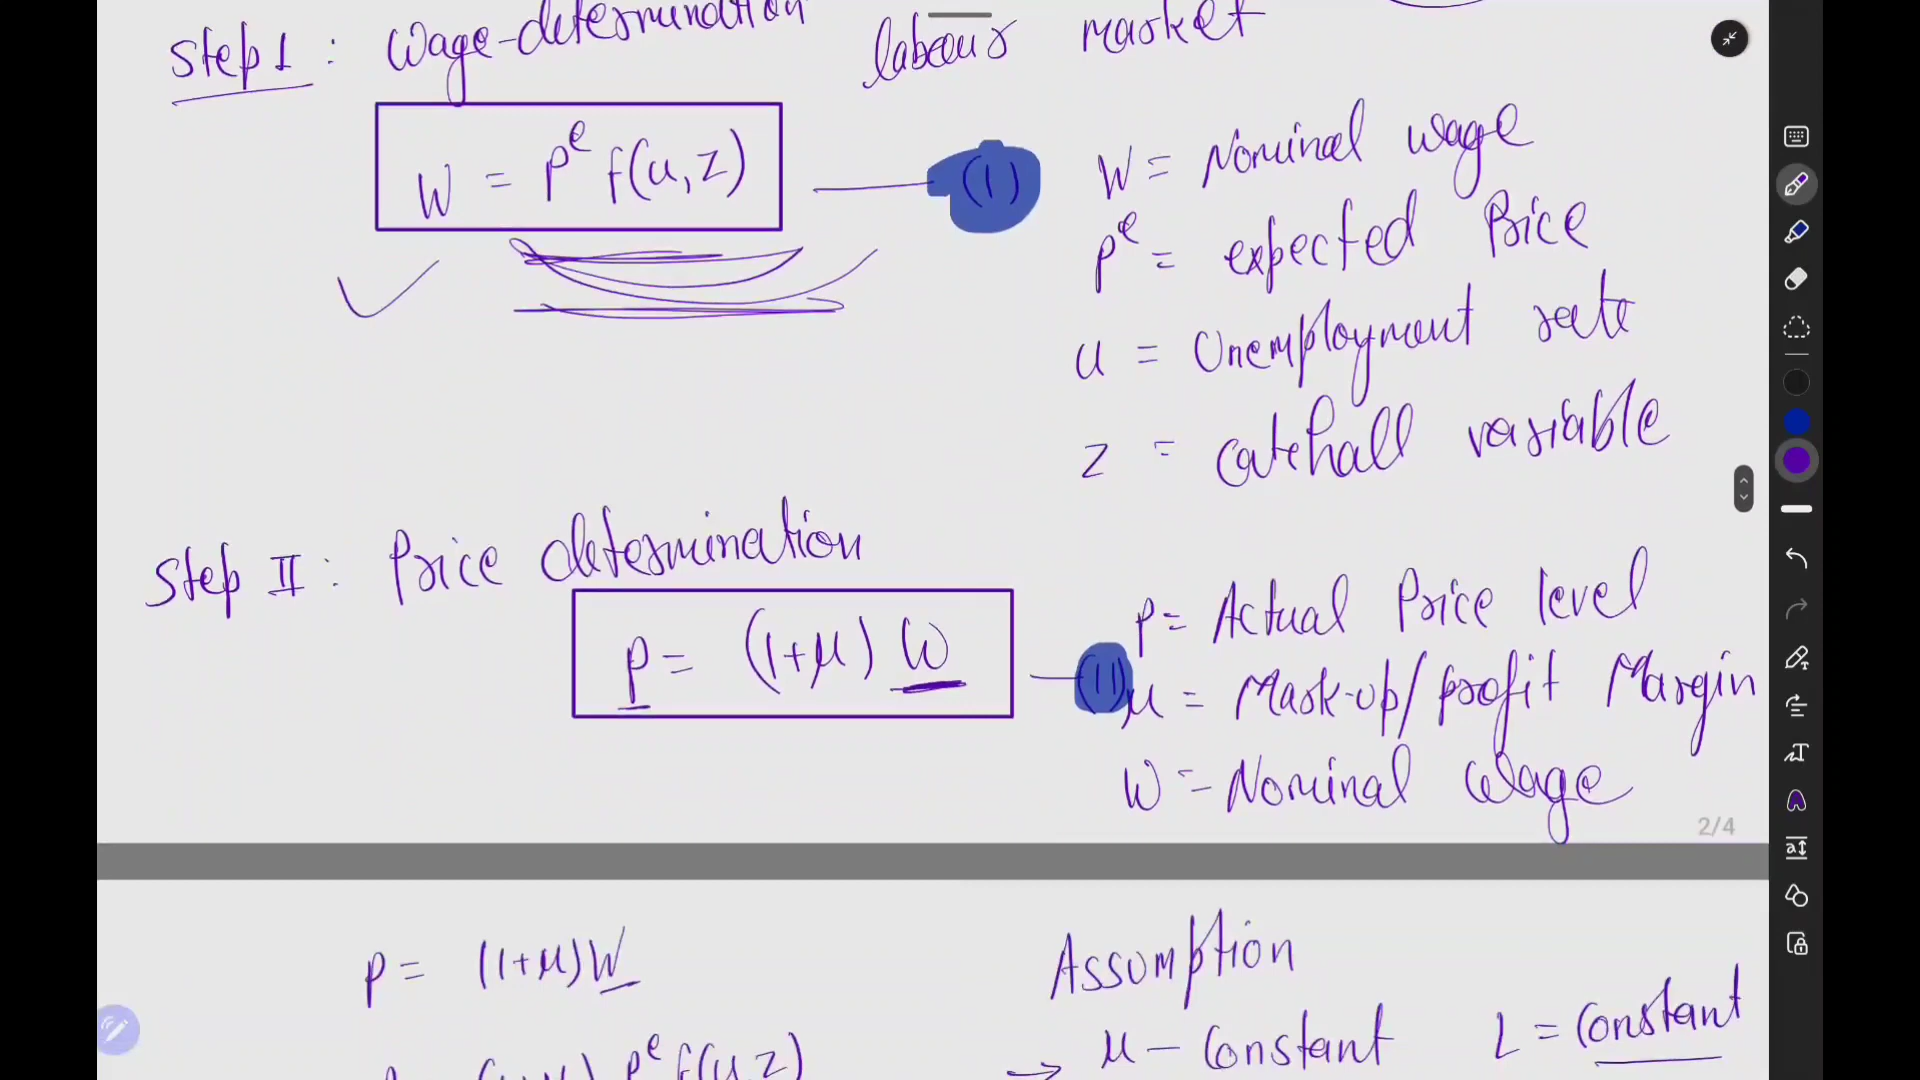 Step I : Wage-determination labour market
W = P^e f(u,z) — (I)
W = Nominal wage
P^e = expected Price
u = Unemployment rate
z = catchall variable
Step II : Price determination
P = (1+μ) W — (II)
P = Actual Price level
μ = Mark-up/profit Margin
W = Nominal Wage
2/4
P = (1+μ)W
Assumption
P^e f(u,z)
→ μ – Constant L = Constant